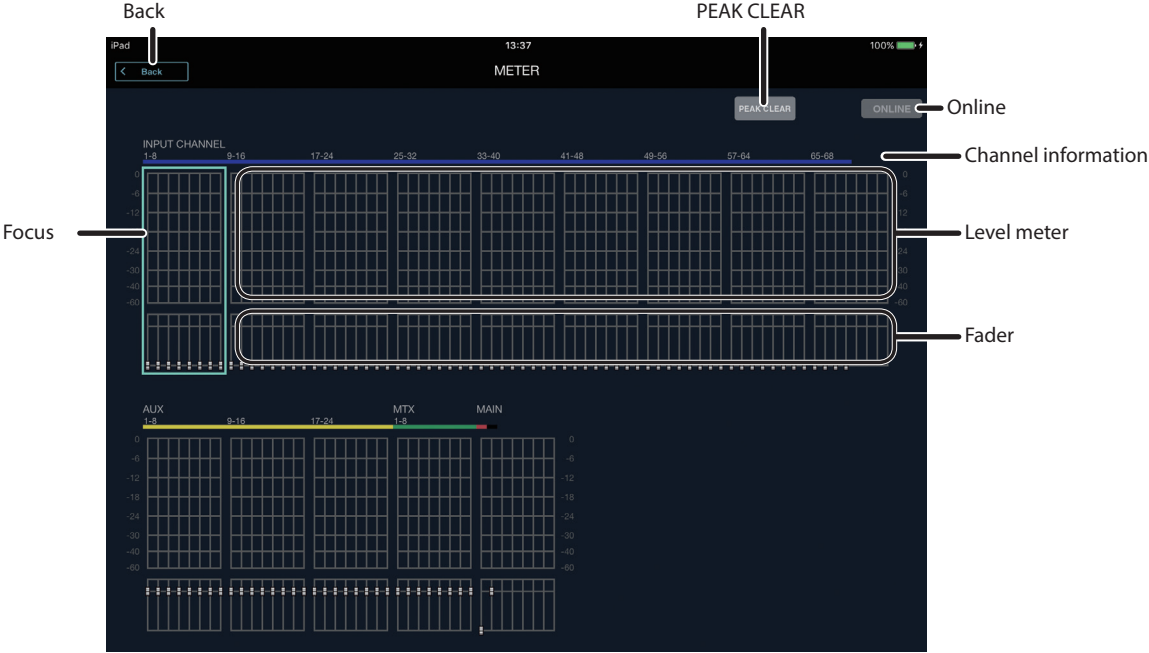 Back PEAK CLEAR
iPad 13:37 100%
Back METER
PEAK CLEAR ONLINE Online
INPUT CHANNEL
1-8 9-16 17-24 25-32 33-40 41-48 49-56 57-64 65-68 Channel information
0 0
-6 -6
-12 12
Focus Level meter
-24 24
-30 30
-40 40
-60 -60
Fader
AUX MTX MAIN
1-8 9-16 17-24 1-8
0 0
-6 -6
-12 -12
-18 -18
-24 -24
-30 -30
-40 -40
-60 -60